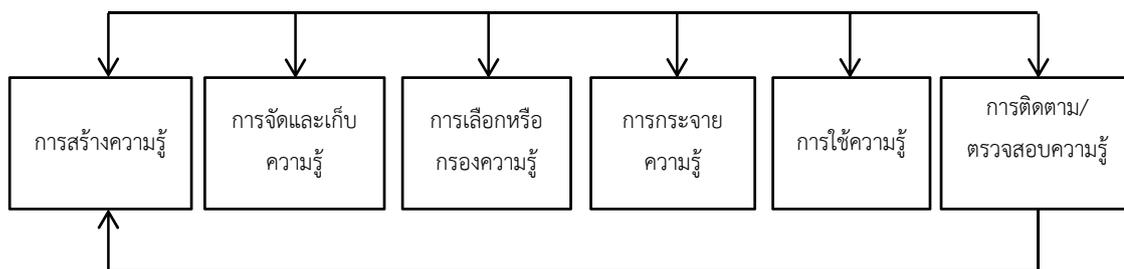 การสร้างความรู้
การจัดและเก็บ
ความรู้
การเลือกหรือ
กรองความรู้
การกระจาย
ความรู้
การใช้ความรู้
การติดตาม/
ตรวจสอบความรู้